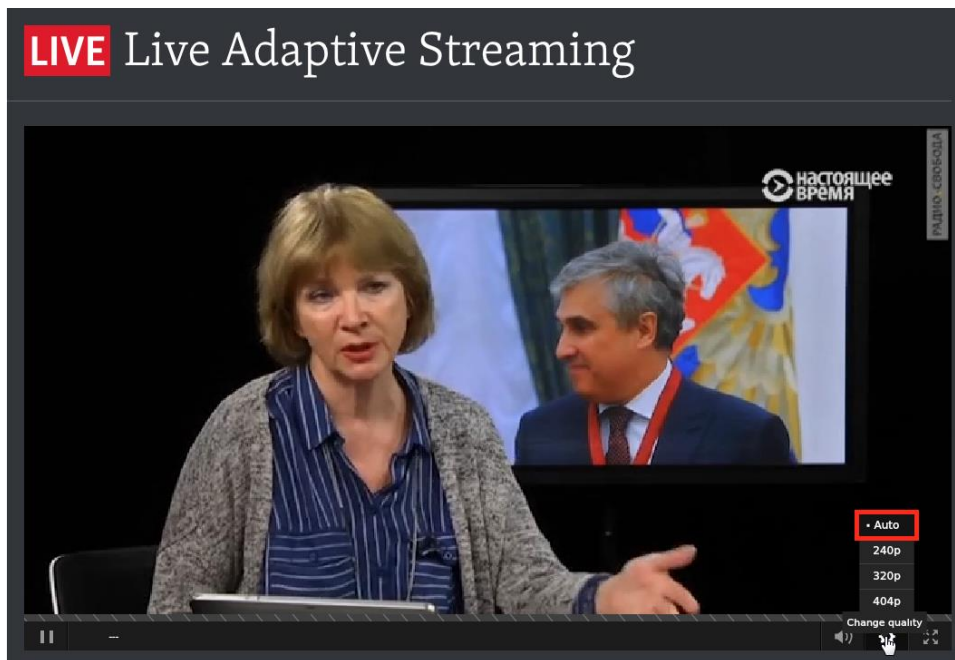 LIVE Live Adaptive Streaming
НАСТОЯЩЕЕ
ВРЕМЯ
РАДИО СВОБОДА
• Auto
240p
320p
404p
Change quality
---